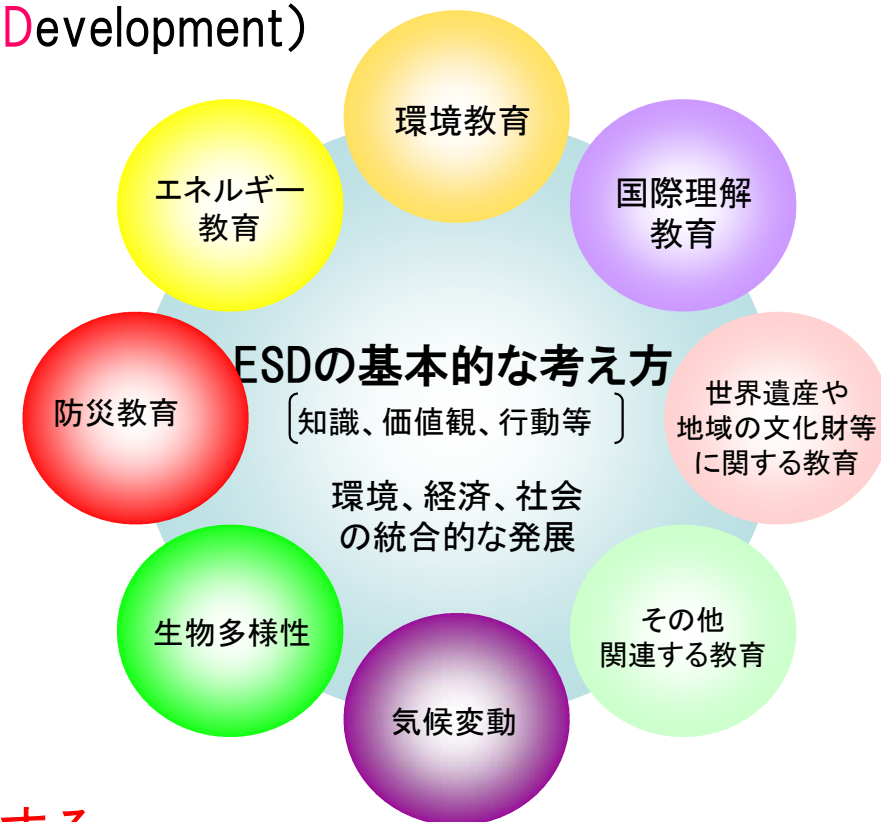 Development)
環境教育
エネルギー
教育
国際理解
教育
ESDの基本的な考え方
〔知識、価値観、行動等 〕
環境、経済、社会
の統合的な発展
防災教育
世界遺産や
地域の文化財等
に関する教育
生物多様性
その他
関連する教育
気候変動
する